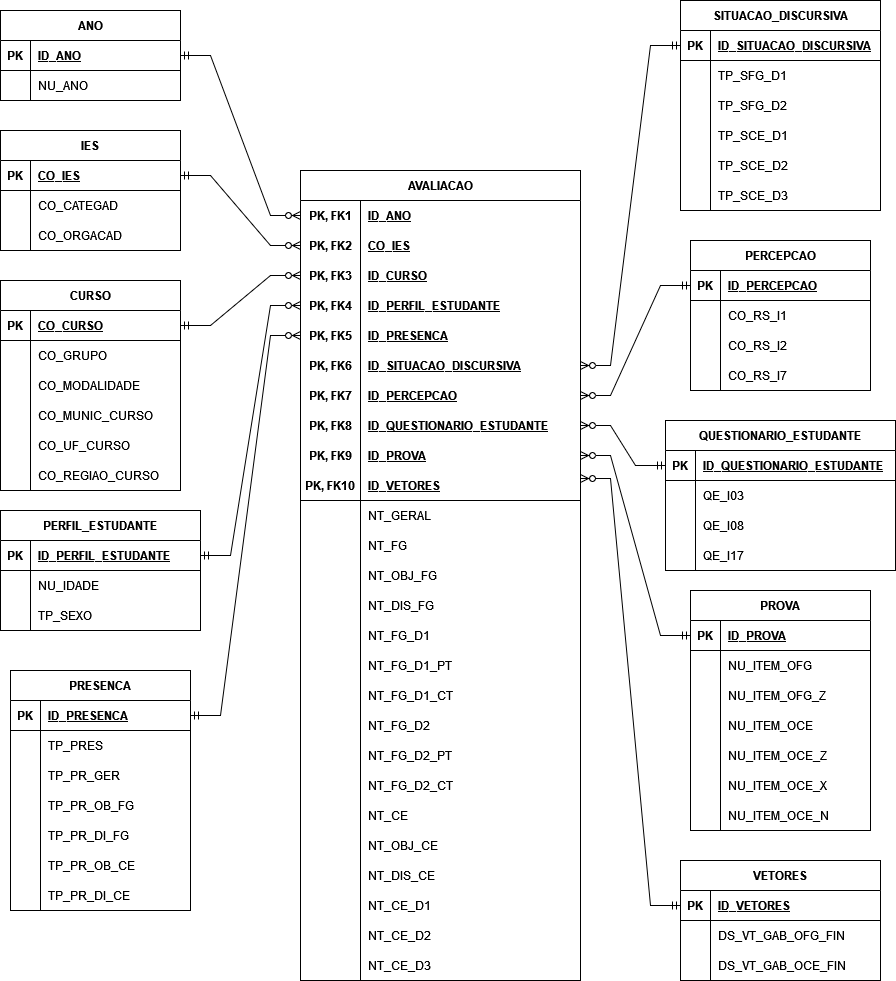 ANO
PK ID_ANO
NU_ANO
IES
PK CO_IES
CO_CATEGAD
CO_ORGACAD
CURSO
PK CO_CURSO
CO_GRUPO
CO_MODALIDADE
CO_MUNIC_CURSO
CO_UF_CURSO
CO_REGIAO_CURSO
PERFIL_ESTUDANTE
PK ID_PERFIL_ESTUDANTE
NU_IDADE
TP_SEXO
PRESENCA
PK ID_PRESENCA
TP_PRES
TP_PR_GER
TP_PR_OB_FG
TP_PR_DI_FG
TP_PR_OB_CE
TP_PR_DI_CE
AVALIACAO
PK, FK1 ID_ANO
PK, FK2 CO_IES
PK, FK3 ID_CURSO
PK, FK4 ID_PERFIL_ESTUDANTE
PK, FK5 ID_PRESENCA
PK, FK6 ID_SITUACAO_DISCURSIVA
PK, FK7 ID_PERCEPCAO
PK, FK8 ID_QUESTIONARIO_ESTUDANTE
PK, FK9 ID_PROVA
PK, FK10 ID_VETORES
NT_GERAL
NT_FG
NT_OBJ_FG
NT_DIS_FG
NT_FG_D1
NT_FG_D1_PT
NT_FG_D1_CT
NT_FG_D2
NT_FG_D2_PT
NT_FG_D2_CT
NT_CE
NT_OBJ_CE
NT_DIS_CE
NT_CE_D1
NT_CE_D2
NT_CE_D3
SITUACAO_DISCURSIVA
PK ID_SITUACAO_DISCURSIVA
TP_SFG_D1
TP_SFG_D2
TP_SCE_D1
TP_SCE_D2
TP_SCE_D3
PERCEPCAO
PK ID_PERCEPCAO
CO_RS_I1
CO_RS_I2
CO_RS_I7
QUESTIONARIO_ESTUDANTE
PK ID_QUESTIONARIO_ESTUDANTE
QE_I03
QE_I08
QE_I17
PROVA
PK ID_PROVA
NU_ITEM_OFG
NU_ITEM_OFG_Z
NU_ITEM_OCE
NU_ITEM_OCE_Z
NU_ITEM_OCE_X
NU_ITEM_OCE_N
VETORES
PK ID_VETORES
DS_VT_GAB_OFG_FIN
DS_VT_GAB_OCE_FIN